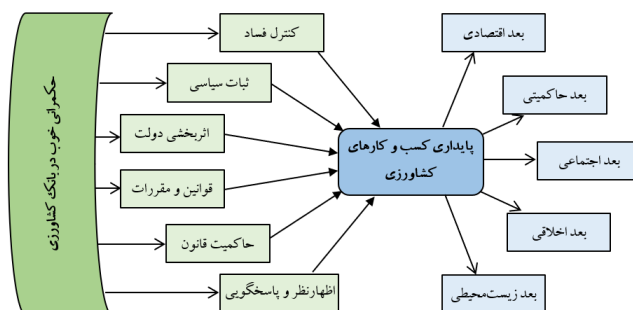 حکمرانی خوب در بانک کشاورزی
کنترل فساد
ثبات سیاسی
اثربخشی دولت
قوانین و مقررات
حاکمیت قانون
اظهارنظر و پاسخگویی
پایداری کسب و کارهای
کشاورزی
بعد اقتصادی
بعد حاکمیتی
بعد اجتماعی
بعد اخلاقی
بعد زیست‌محیطی